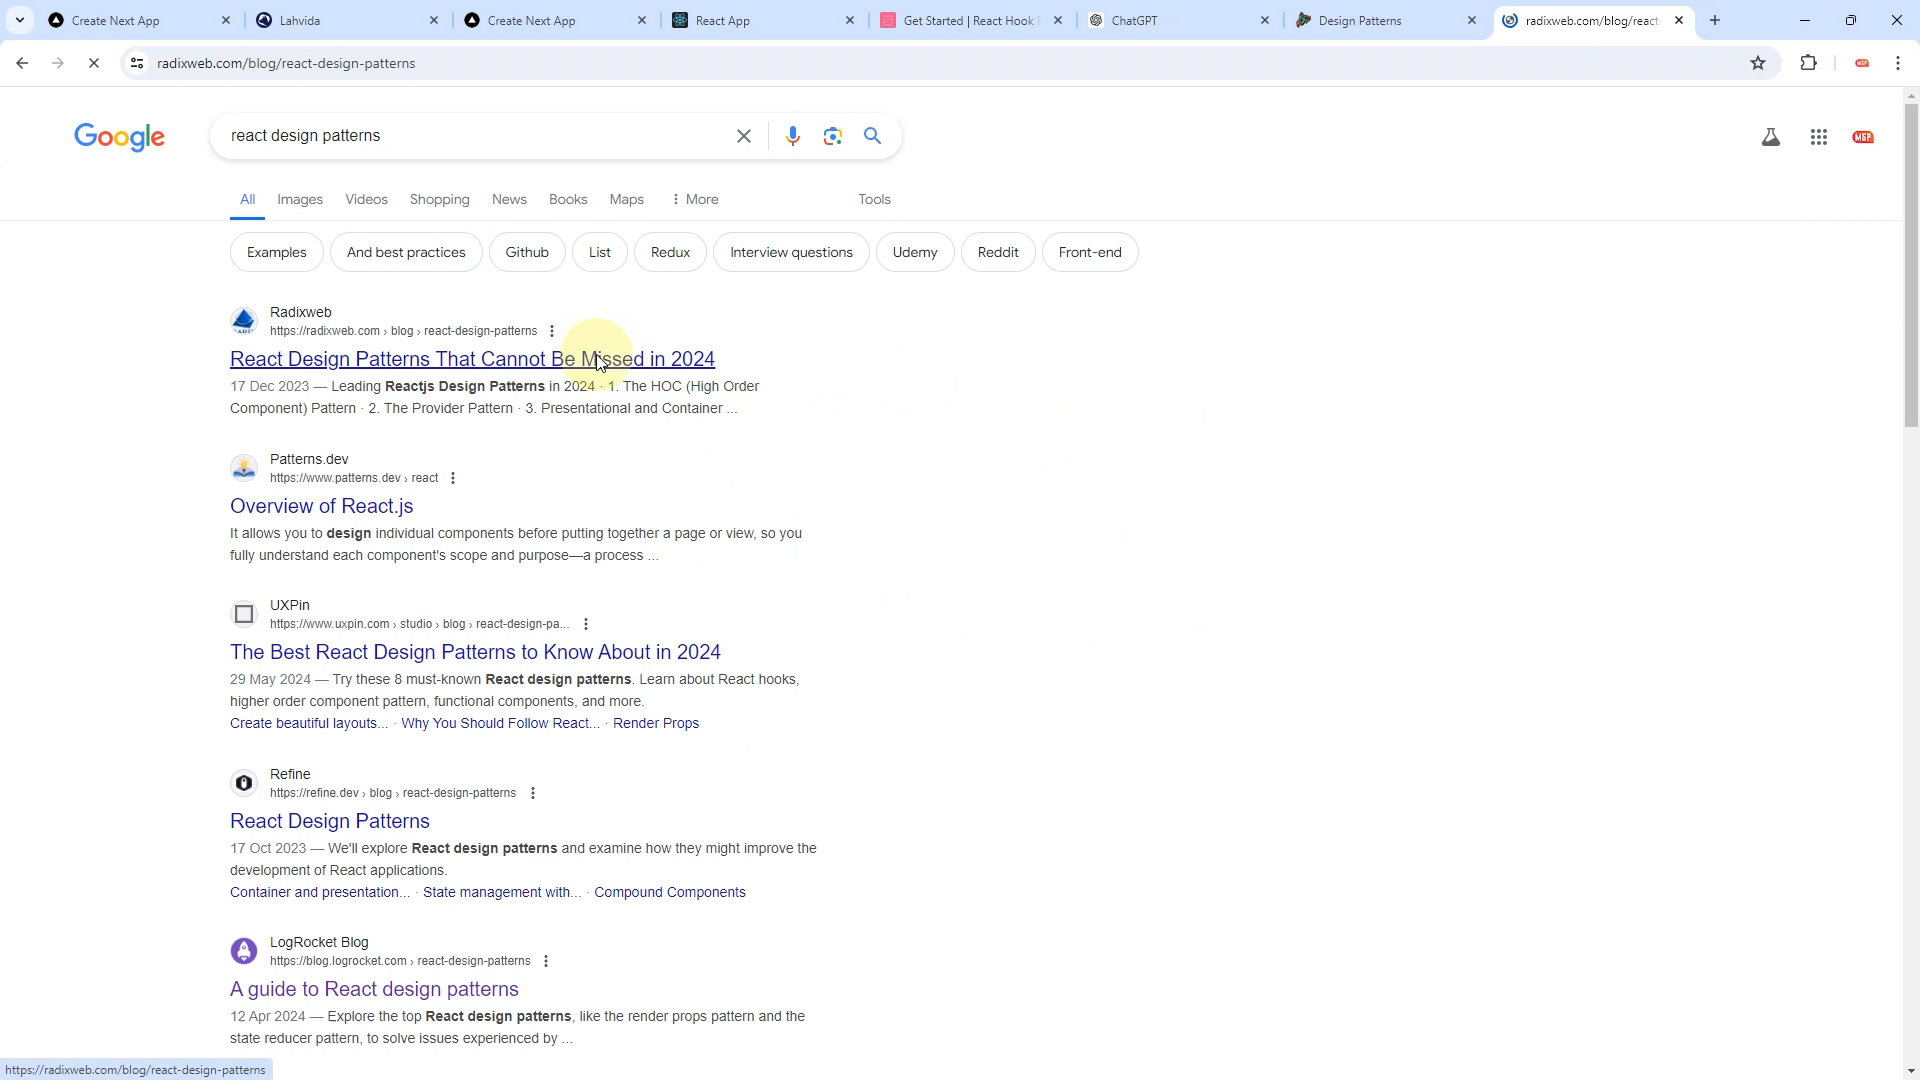 Create Next App
Lahvida
Create Next App
React App
Get Started | React Hook F
ChatGPT
Design Patterns
radixweb.com/blog/react-
radixweb.com/blog/react-design-patterns
MSP
Google
react design patterns
MSP
All
Images
Videos
Shopping
News
Books
Maps
More
Tools
Examples
And best practices
Github
List
Redux
Interview questions
Udemy
Reddit
Front-end
Radixweb
https://radixweb.com › blog › react-design-patterns
React Design Patterns That Cannot Be Missed in 2024
17 Dec 2023 — Leading Reactjs Design Patterns in 2024 · 1. The HOC (High Order
Component) Pattern · 2. The Provider Pattern · 3. Presentational and Container ...
Patterns.dev
https://www.patterns.dev › react
Overview of React.js
It allows you to design individual components before putting together a page or view, so you
fully understand each component's scope and purpose—a process ...
UXPin
https://www.uxpin.com › studio › blog › react-design-pa...
The Best React Design Patterns to Know About in 2024
29 May 2024 — Try these 8 must-known React design patterns. Learn about React hooks,
higher order component pattern, functional components, and more.
Create beautiful layouts... · Why You Should Follow React... · Render Props
Refine
https://refine.dev › blog › react-design-patterns
React Design Patterns
17 Oct 2023 — We'll explore React design patterns and examine how they might improve the
development of React applications.
Container and presentation... · State management with... · Compound Components
LogRocket Blog
https://blog.logrocket.com › react-design-patterns
A guide to React design patterns
12 Apr 2024 — Explore the top React design patterns, like the render props pattern and the
state reducer pattern, to solve issues experienced by ...
https://radixweb.com/blog/react-design-patterns